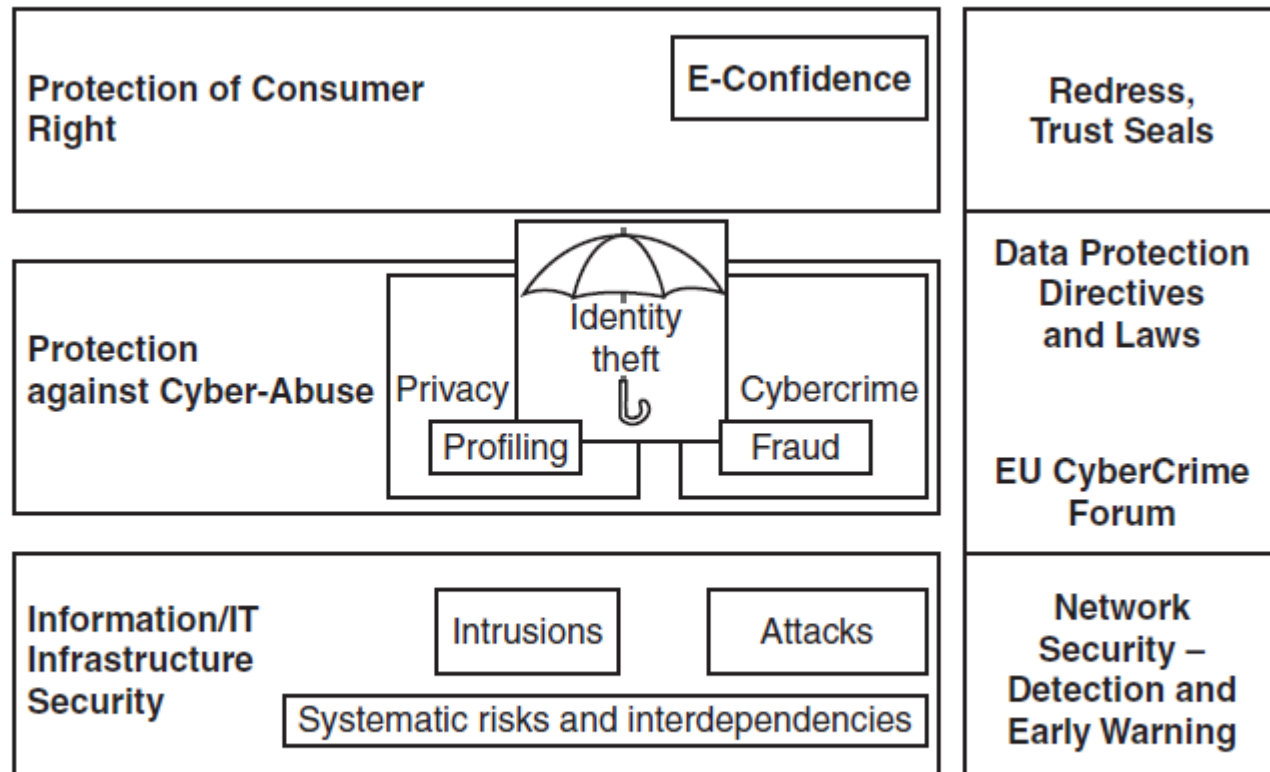 Protection of Consumer
Right
E-Confidence
Redress,
Trust Seals
Protection
against Cyber-Abuse
Privacy
Profiling
Identity
theft
Cybercrime
Fraud
Data Protection
Directives
and Laws
EU CyberCrime
Forum
Information/IT
Infrastructure
Security
Intrusions
Attacks
Systematic risks and interdependencies
Network
Security –
Detection and
Early Warning